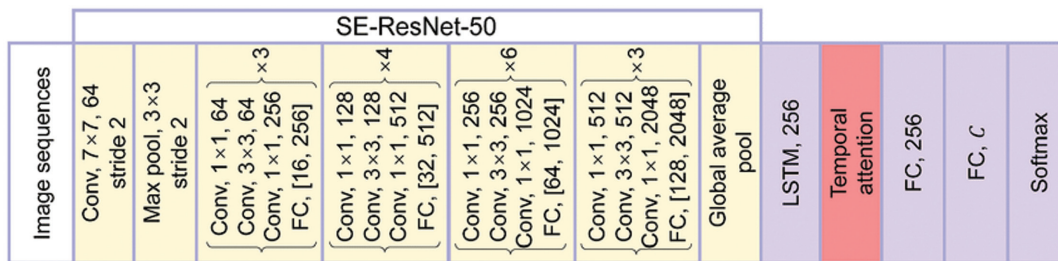 SE-ResNet-50
Image sequences
Conv, 7×7, 64
stride 2
Max pool, 3×3
stride 2
Conv, 1×1, 64
Conv, 3×3, 64
Conv, 1×1, 256
FC, [16, 256]
×3
Conv, 1×1, 128
Conv, 3×3, 128
Conv, 1×1, 512
FC, [32, 512]
×4
Conv, 1×1, 256
Conv, 3×3, 256
Conv, 1×1, 1024
FC, [64, 1024]
×6
Conv, 1×1, 512
Conv, 3×3, 512
Conv, 1×1, 2048
FC, [128, 2048]
×3
Global average
pool
LSTM, 256
Temporal
attention
FC, 256
FC, C
Softmax